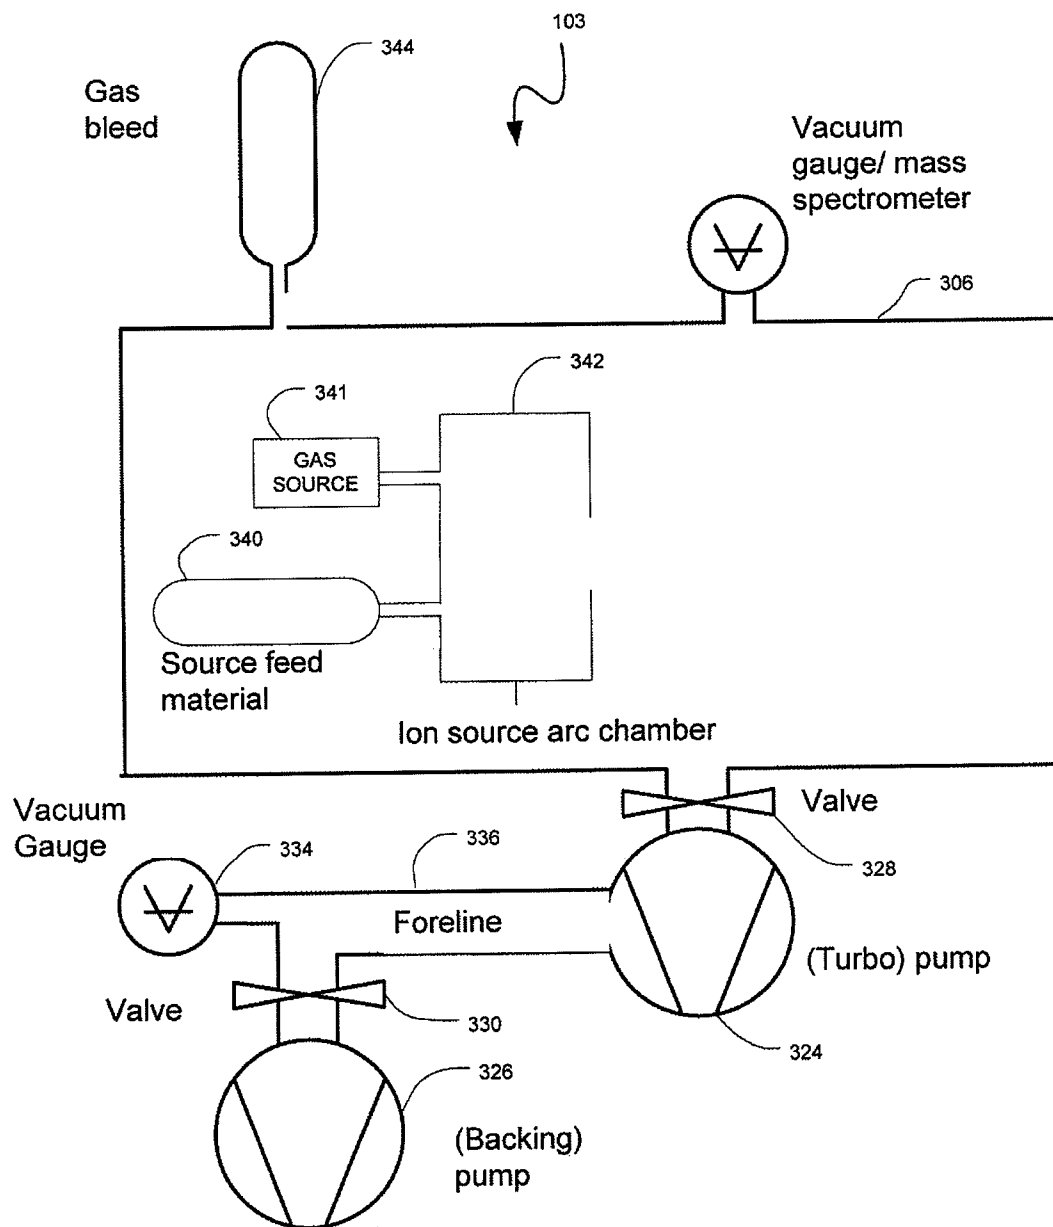 103
344
Gas
bleed
Vacuum
gauge/ mass
spectrometer
306
342
341
GAS
SOURCE
340
Source feed
material
Ion source arc chamber
Vacuum
Gauge
Valve
334
336
328
Foreline
(Turbo) pump
Valve
330
324
326
(Backing)
pump